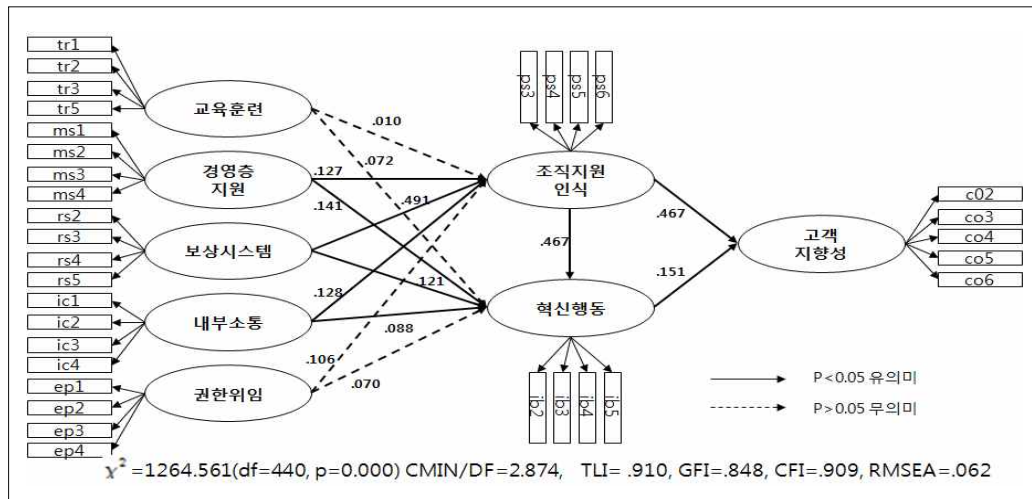 tr1
tr2
tr3
tr5
ms1
ms2
ms3
ms4
rs2
rs3
rs4
rs5
ic1
ic2
ic3
ic4
ep1
ep2
ep3
ep4
교육훈련
경영층
지원
보상시스템
내부소통
권한위임
.010
.072
.127
.141
.491
.121
.128
.088
.106
.070
ps3
ps4
ps5
ps6
조직지원
인식
.467
혁신행동
ib2
ib3
ib4
ib5
.467
.151
고객
지향성
c02
co3
co4
co5
co6
P<0.05 유의미
P>0.05 무의미
χ² =1264.561(df=440, p=0.000) CMIN/DF=2.874, TLI= .910, GFI=.848, CFI=.909, RMSEA=.062